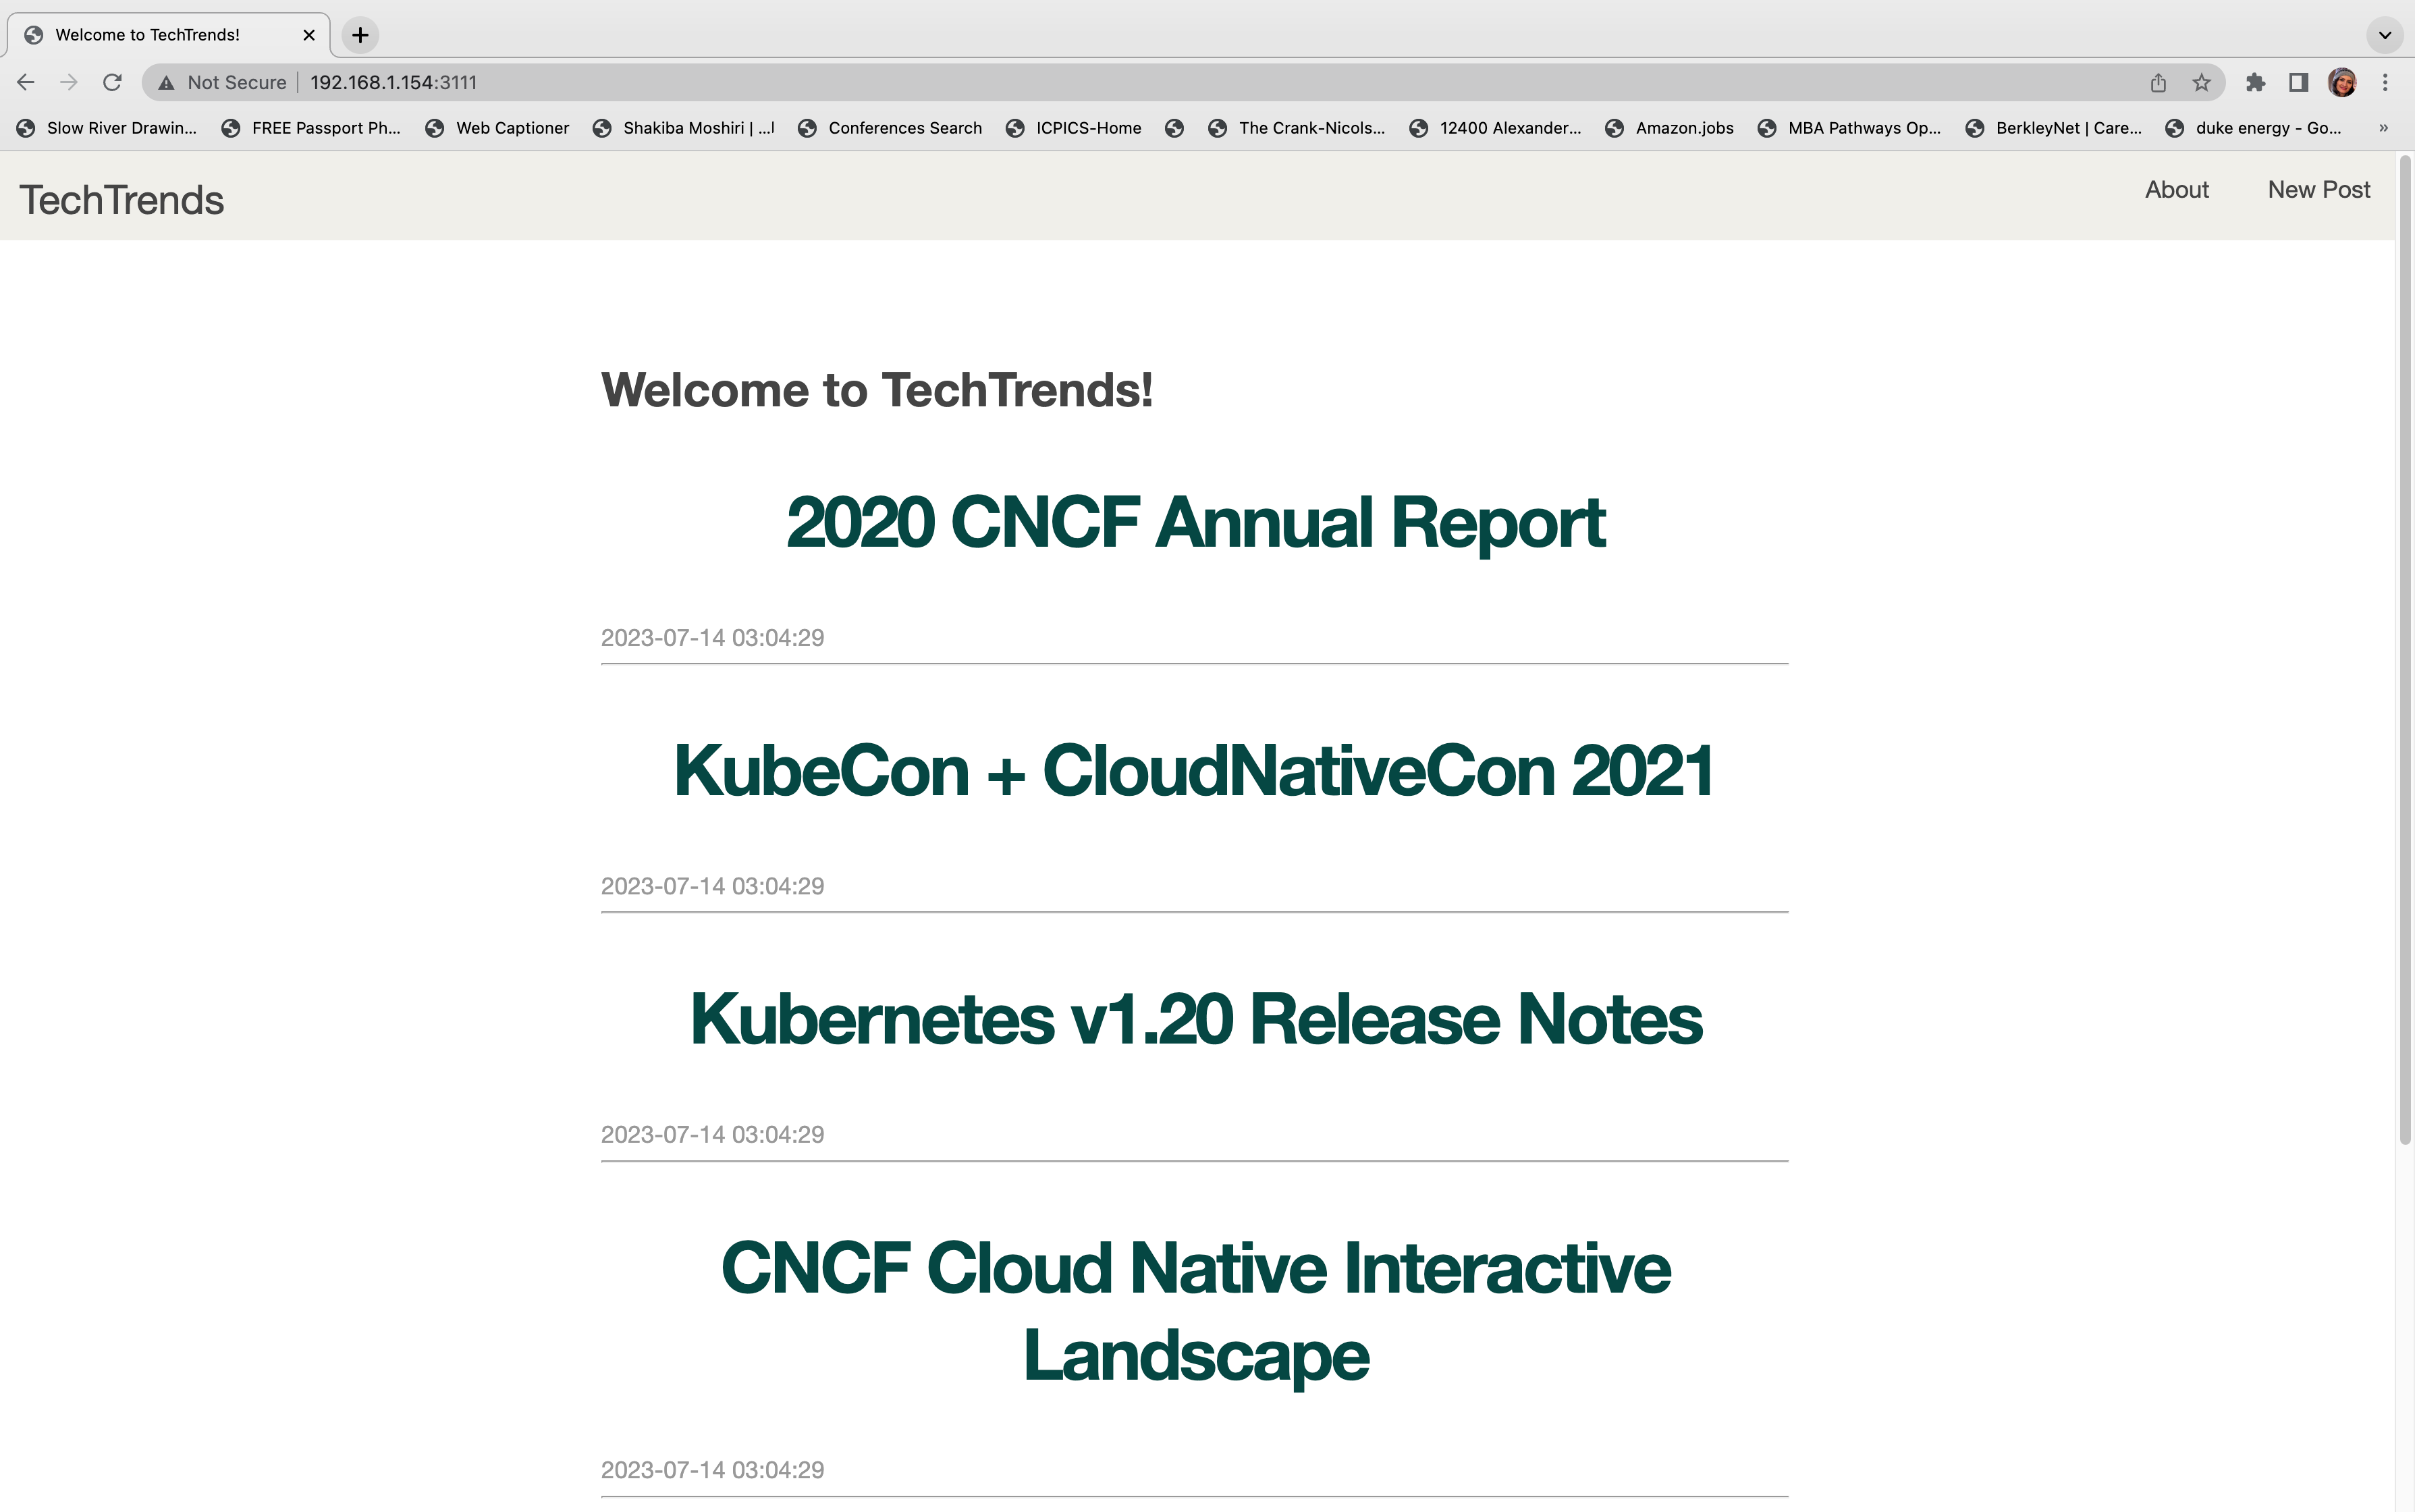 Welcome to TechTrends!
Not Secure 192.168.1.154:3111
Slow River Drawin... FREE Passport Ph... Web Captioner Shakiba Moshiri | ...l Conferences Search ICPICS-Home The Crank-Nicols... 12400 Alexander... Amazon.jobs MBA Pathways Op... BerkleyNet | Care... duke energy - Go... »
TechTrends About New Post
Welcome to TechTrends!
2020 CNCF Annual Report
2023-07-14 03:04:29
KubeCon + CloudNativeCon 2021
2023-07-14 03:04:29
Kubernetes v1.20 Release Notes
2023-07-14 03:04:29
CNCF Cloud Native Interactive
Landscape
2023-07-14 03:04:29